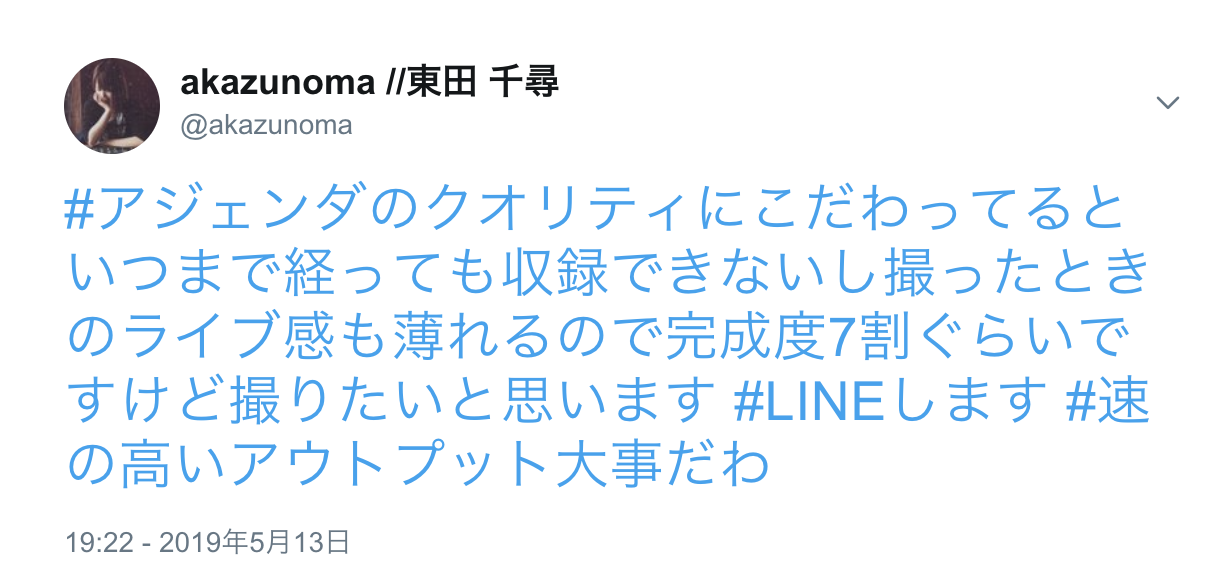 akazunoma //東田 千尋
@akazunoma
#アジェンダのクオリティにこだわってると
いつまで経っても収録できないし撮ったとき
のライブ感も薄れるので完成度7割ぐらいで
すけど撮りたいと思います #LINEします #速
の高いアウトプット大事だわ
19:22 - 2019年5月13日